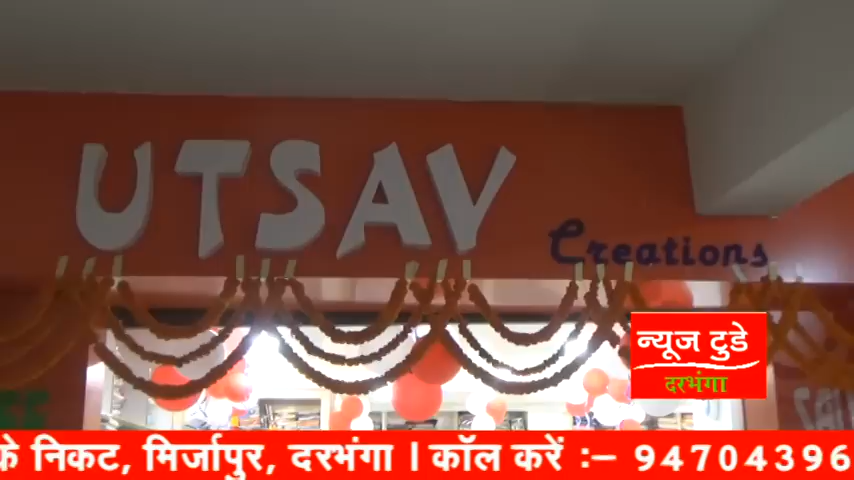 UTSAV
Creations
न्यूज टुडे
दरभंगा
के निकट, मिर्जापुर, दरभंगा । कॉल करें :– 94704396